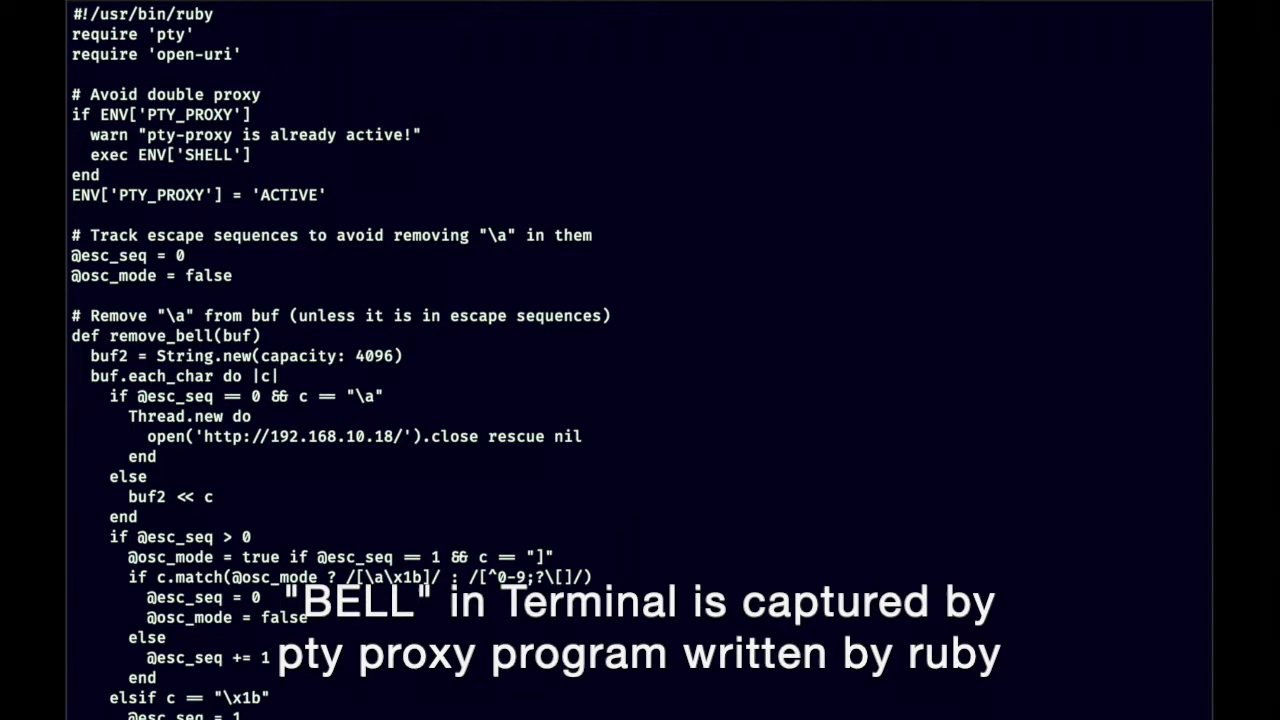 #!/usr/bin/ruby
require 'pty'
require 'open-uri'

# Avoid double proxy
if ENV['PTY_PROXY']
  warn "pty-proxy is already active!"
  exec ENV['SHELL']
end
ENV['PTY_PROXY'] = 'ACTIVE'

# Track escape sequences to avoid removing "\a" in them
@esc_seq = 0
@osc_mode = false

# Remove "\a" from buf (unless it is in escape sequences)
def remove_bell(buf)
  buf2 = String.new(capacity: 4096)
  buf.each_char do |c|
    if @esc_seq == 0 && c == "\a"
      Thread.new do
        open('http://192.168.10.18/').close rescue nil
      end
    else
      buf2 << c
    end
    if @esc_seq > 0
      @osc_mode = true if @esc_seq == 1 && c == "]"
      if c.match(@osc_mode ? /[\a\x1b]/ : /[^0-9;?\[]/)
        @esc_seq = 0
        @osc_mode = false
      else
        @esc_seq += 1
      end
    elsif c == "\x1b"
      @esc_seq = 1
"BELL" in Terminal is captured by
pty proxy program written by ruby